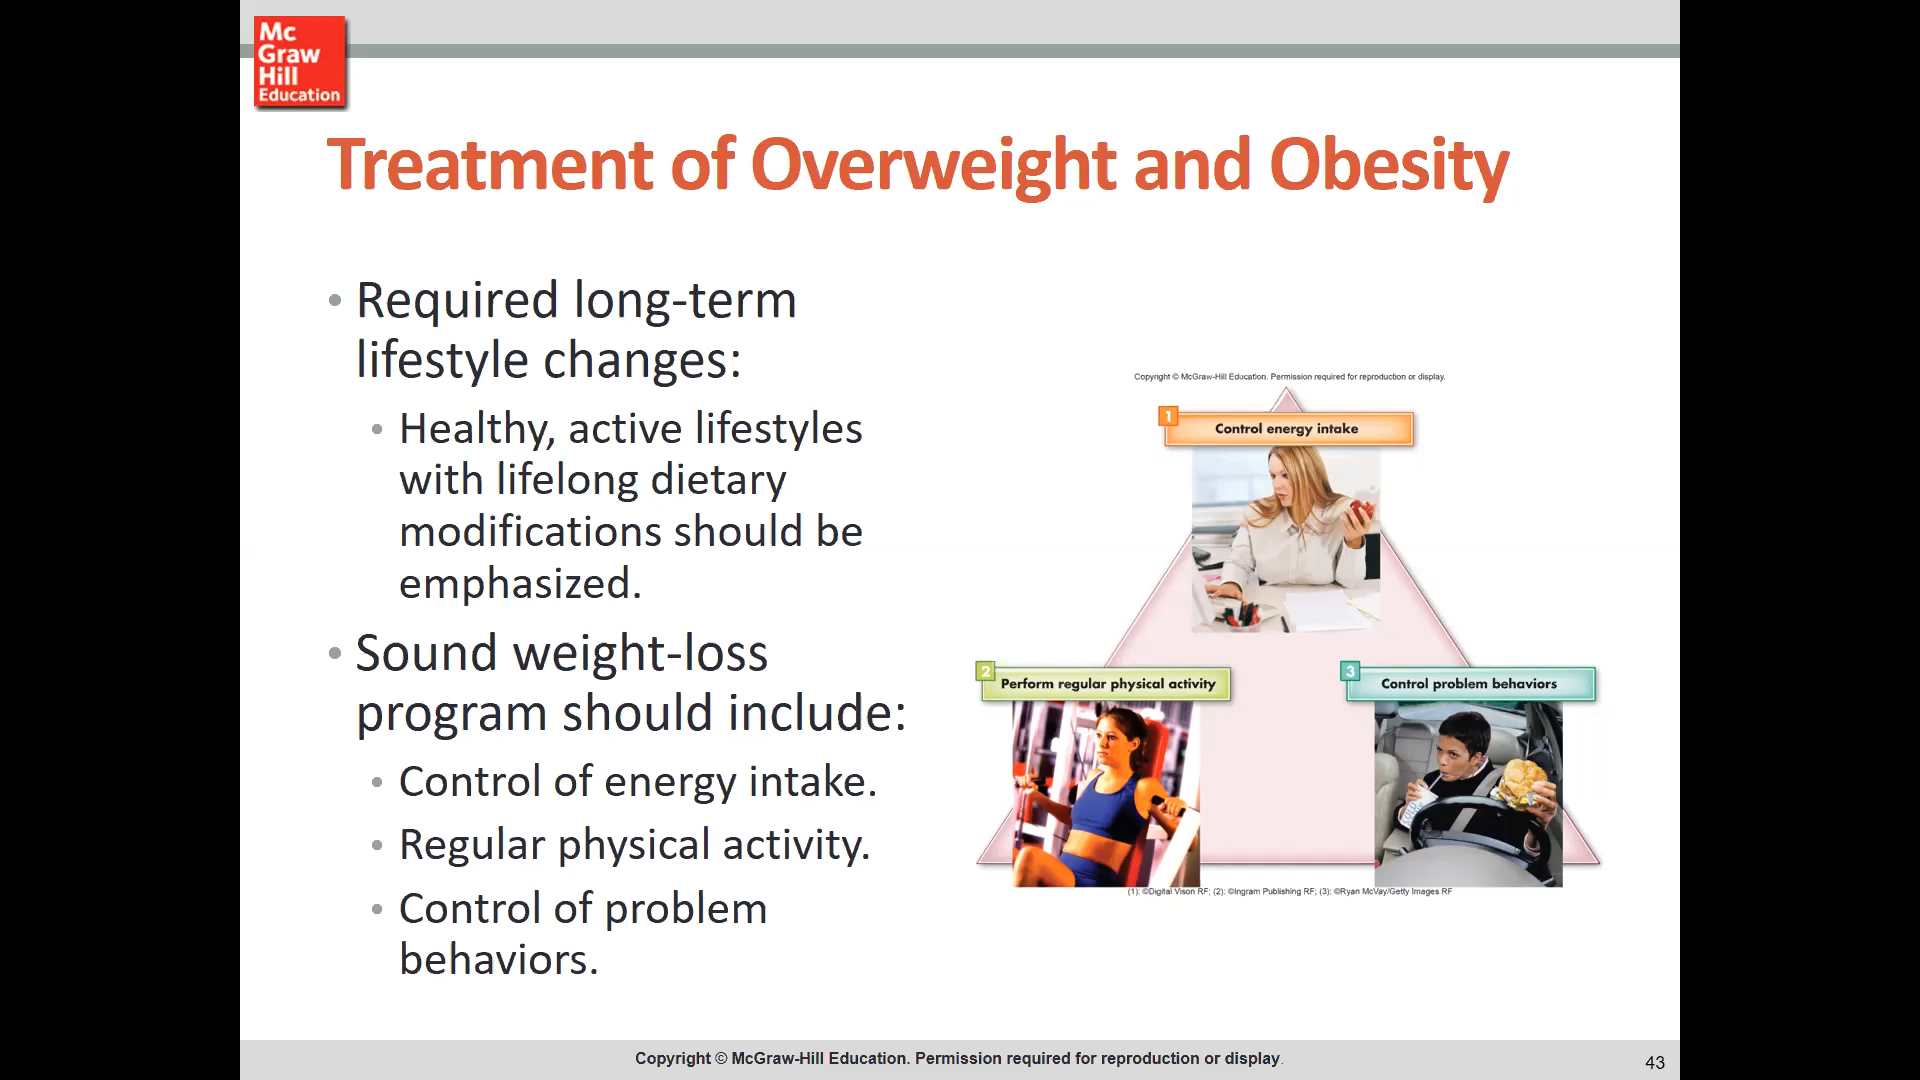 Mc
Graw
Hill
Education
Treatment of Overweight and Obesity
• Required long-term
lifestyle changes:
• Healthy, active lifestyles
with lifelong dietary
modifications should be
emphasized.
• Sound weight-loss
program should include:
• Control of energy intake.
• Regular physical activity.
• Control of problem
behaviors.
Copyright © McGraw-Hill Education. Permission required for reproduction or display.
1
Control energy intake
2
Perform regular physical activity
3
Control problem behaviors
(1): ©Digital Vison RF; (2): ©Ingram Publishing RF; (3): ©Ryan McVay/Getty Images RF
Copyright © McGraw-Hill Education. Permission required for reproduction or display.
43